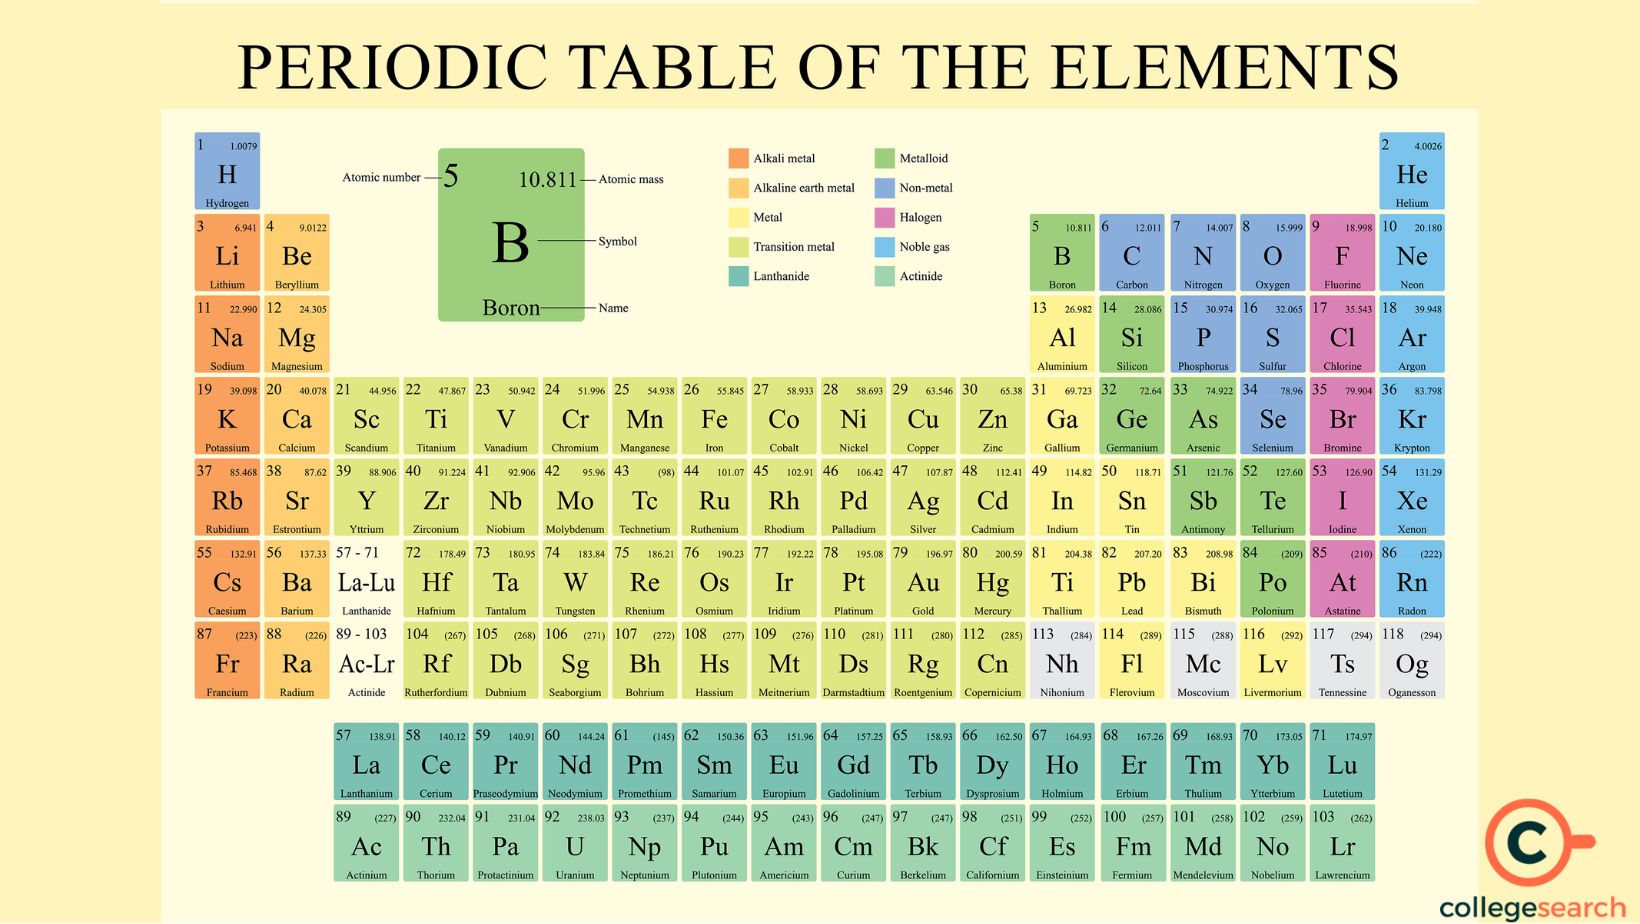 PERIODIC TABLE OF THE ELEMENTS
1 1.0079
H
Hydrogen
Atomic number
5 10.811
B
Boron
Atomic mass
Symbol
Name
Alkali metal
Alkaline earth metal
Metal
Transition metal
Lanthanide
Metalloid
Non-metal
Halogen
Noble gas
Actinide
2 4.0026
He
Helium
3 6.941 4 9.0122 5 10.811 6 12.011 7 14.007 8 15.999 9 18.998 10 20.180
Li Be B C N O F Ne
Lithium Beryllium Boron Carbon Nitrogen Oxygen Fluorine Neon
11 22.990 12 24.305 13 26.982 14 28.086 15 30.974 16 32.065 17 35.543 18 39.948
Na Mg Al Si P S Cl Ar
Sodium Magnesium Aluminium Silicon Phosphorus Sulfur Chlorine Argon
19 39.098 20 40.078 21 44.956 22 47.867 23 50.942 24 51.996 25 54.938 26 55.845 27 58.933 28 58.693 29 63.546 30 65.38 31 69.723 32 72.64 33 74.922 34 78.96 35 79.904 36 83.798
K Ca Sc Ti V Cr Mn Fe Co Ni Cu Zn Ga Ge As Se Br Kr
Potassium Calcium Scandium Titanium Vanadium Chromium Manganese Iron Cobalt Nickel Copper Zinc Gallium Germanium Arsenic Selenium Bromine Krypton
37 85.468 38 87.62 39 88.906 40 91.224 41 92.906 42 95.96 43 (98) 44 101.07 45 102.91 46 106.42 47 107.87 48 112.41 49 114.82 50 118.71 51 121.76 52 127.60 53 126.90 54 131.29
Rb Sr Y Zr Nb Mo Tc Ru Rh Pd Ag Cd In Sn Sb Te I Xe
Rubidium Estrontium Yttrium Zirconium Niobium Molybdenum Technetium Ruthenium Rhodium Palladium Silver Cadmium Indium Tin Antimony Tellurium Iodine Xenon
55 132.91 56 137.33 57 - 71 72 178.49 73 180.95 74 183.84 75 186.21 76 190.23 77 192.22 78 195.08 79 196.97 80 200.59 81 204.38 82 207.20 83 208.98 84 (209) 85 (210) 86 (222)
Cs Ba La-Lu Hf Ta W Re Os Ir Pt Au Hg Ti Pb Bi Po At Rn
Caesium Barium Lanthanide Hafnium Tantalum Tungsten Rhenium Osmium Iridium Platinum Gold Mercury Thallium Lead Bismuth Polonium Astatine Radon
87 (223) 88 (226) 89 - 103 104 (267) 105 (268) 106 (271) 107 (272) 108 (277) 109 (276) 110 (281) 111 (280) 112 (285) 113 (284) 114 (289) 115 (288) 116 (292) 117 (294) 118 (294)
Fr Ra Ac-Lr Rf Db Sg Bh Hs Mt Ds Rg Cn Nh Fl Mc Lv Ts Og
Francium Radium Actinide Rutherfordium Dubnium Seaborgium Bohrium Hassium Meitnerium Darmstadtium Roentgenium Copernicium Nihonium Flerovium Moscovium Livermorium Tennessine Oganesson
57 138.91 58 140.12 59 140.91 60 144.24 61 (145) 62 150.36 63 151.96 64 157.25 65 158.93 66 162.50 67 164.93 68 167.26 69 168.93 70 173.05 71 174.97
La Ce Pr Nd Pm Sm Eu Gd Tb Dy Ho Er Tm Yb Lu
Lanthanium Cerium Praseodymium Neodymium Promethium Samarium Europium Gadolinium Terbium Dysprosium Holmium Erbium Thulium Ytterbium Lutetium
89 (227) 90 232.04 91 231.04 92 238.03 93 (237) 94 (244) 95 (243) 96 (247) 97 (247) 98 (251) 99 (252) 100 (257) 101 (258) 102 (259) 103 (262)
Ac Th Pa U Np Pu Am Cm Bk Cf Es Fm Md No Lr
Actinium Thorium Protactinium Uranium Neptunium Plutonium Americium Curium Berkelium Californium Einsteinium Fermium Mendelevium Nobelium Lawrencium
C
collegesearch